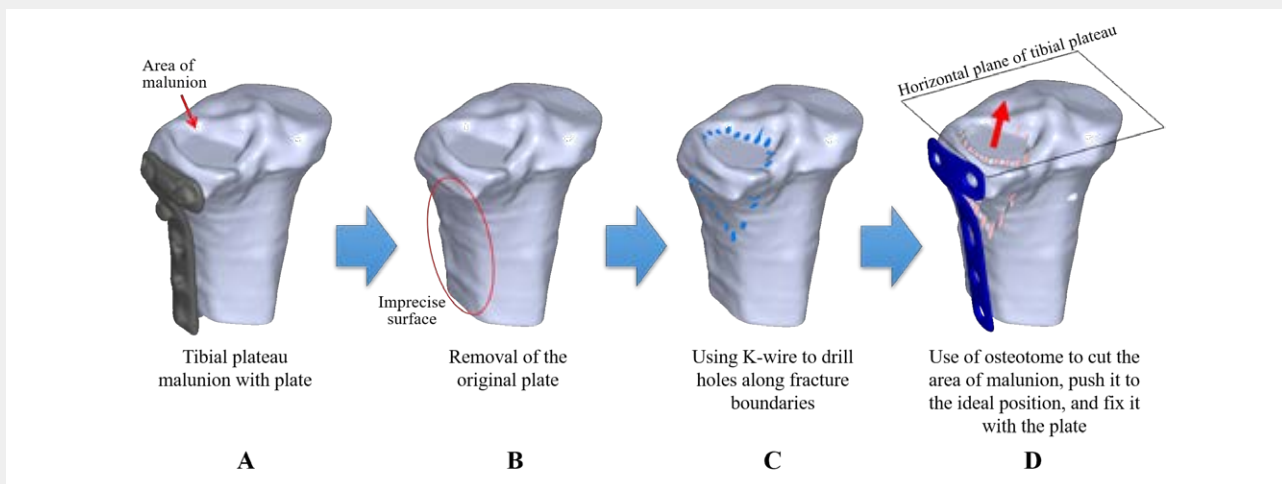 Area of
malunion
Imprecise
surface
Horizontal plane of tibial plateau
Tibial plateau
malunion with plate
Removal of the
original plate
Using K-wire to drill
holes along fracture
boundaries
Use of osteotome to cut the
area of malunion, push it to
the ideal position, and fix it
with the plate
A
B
C
D